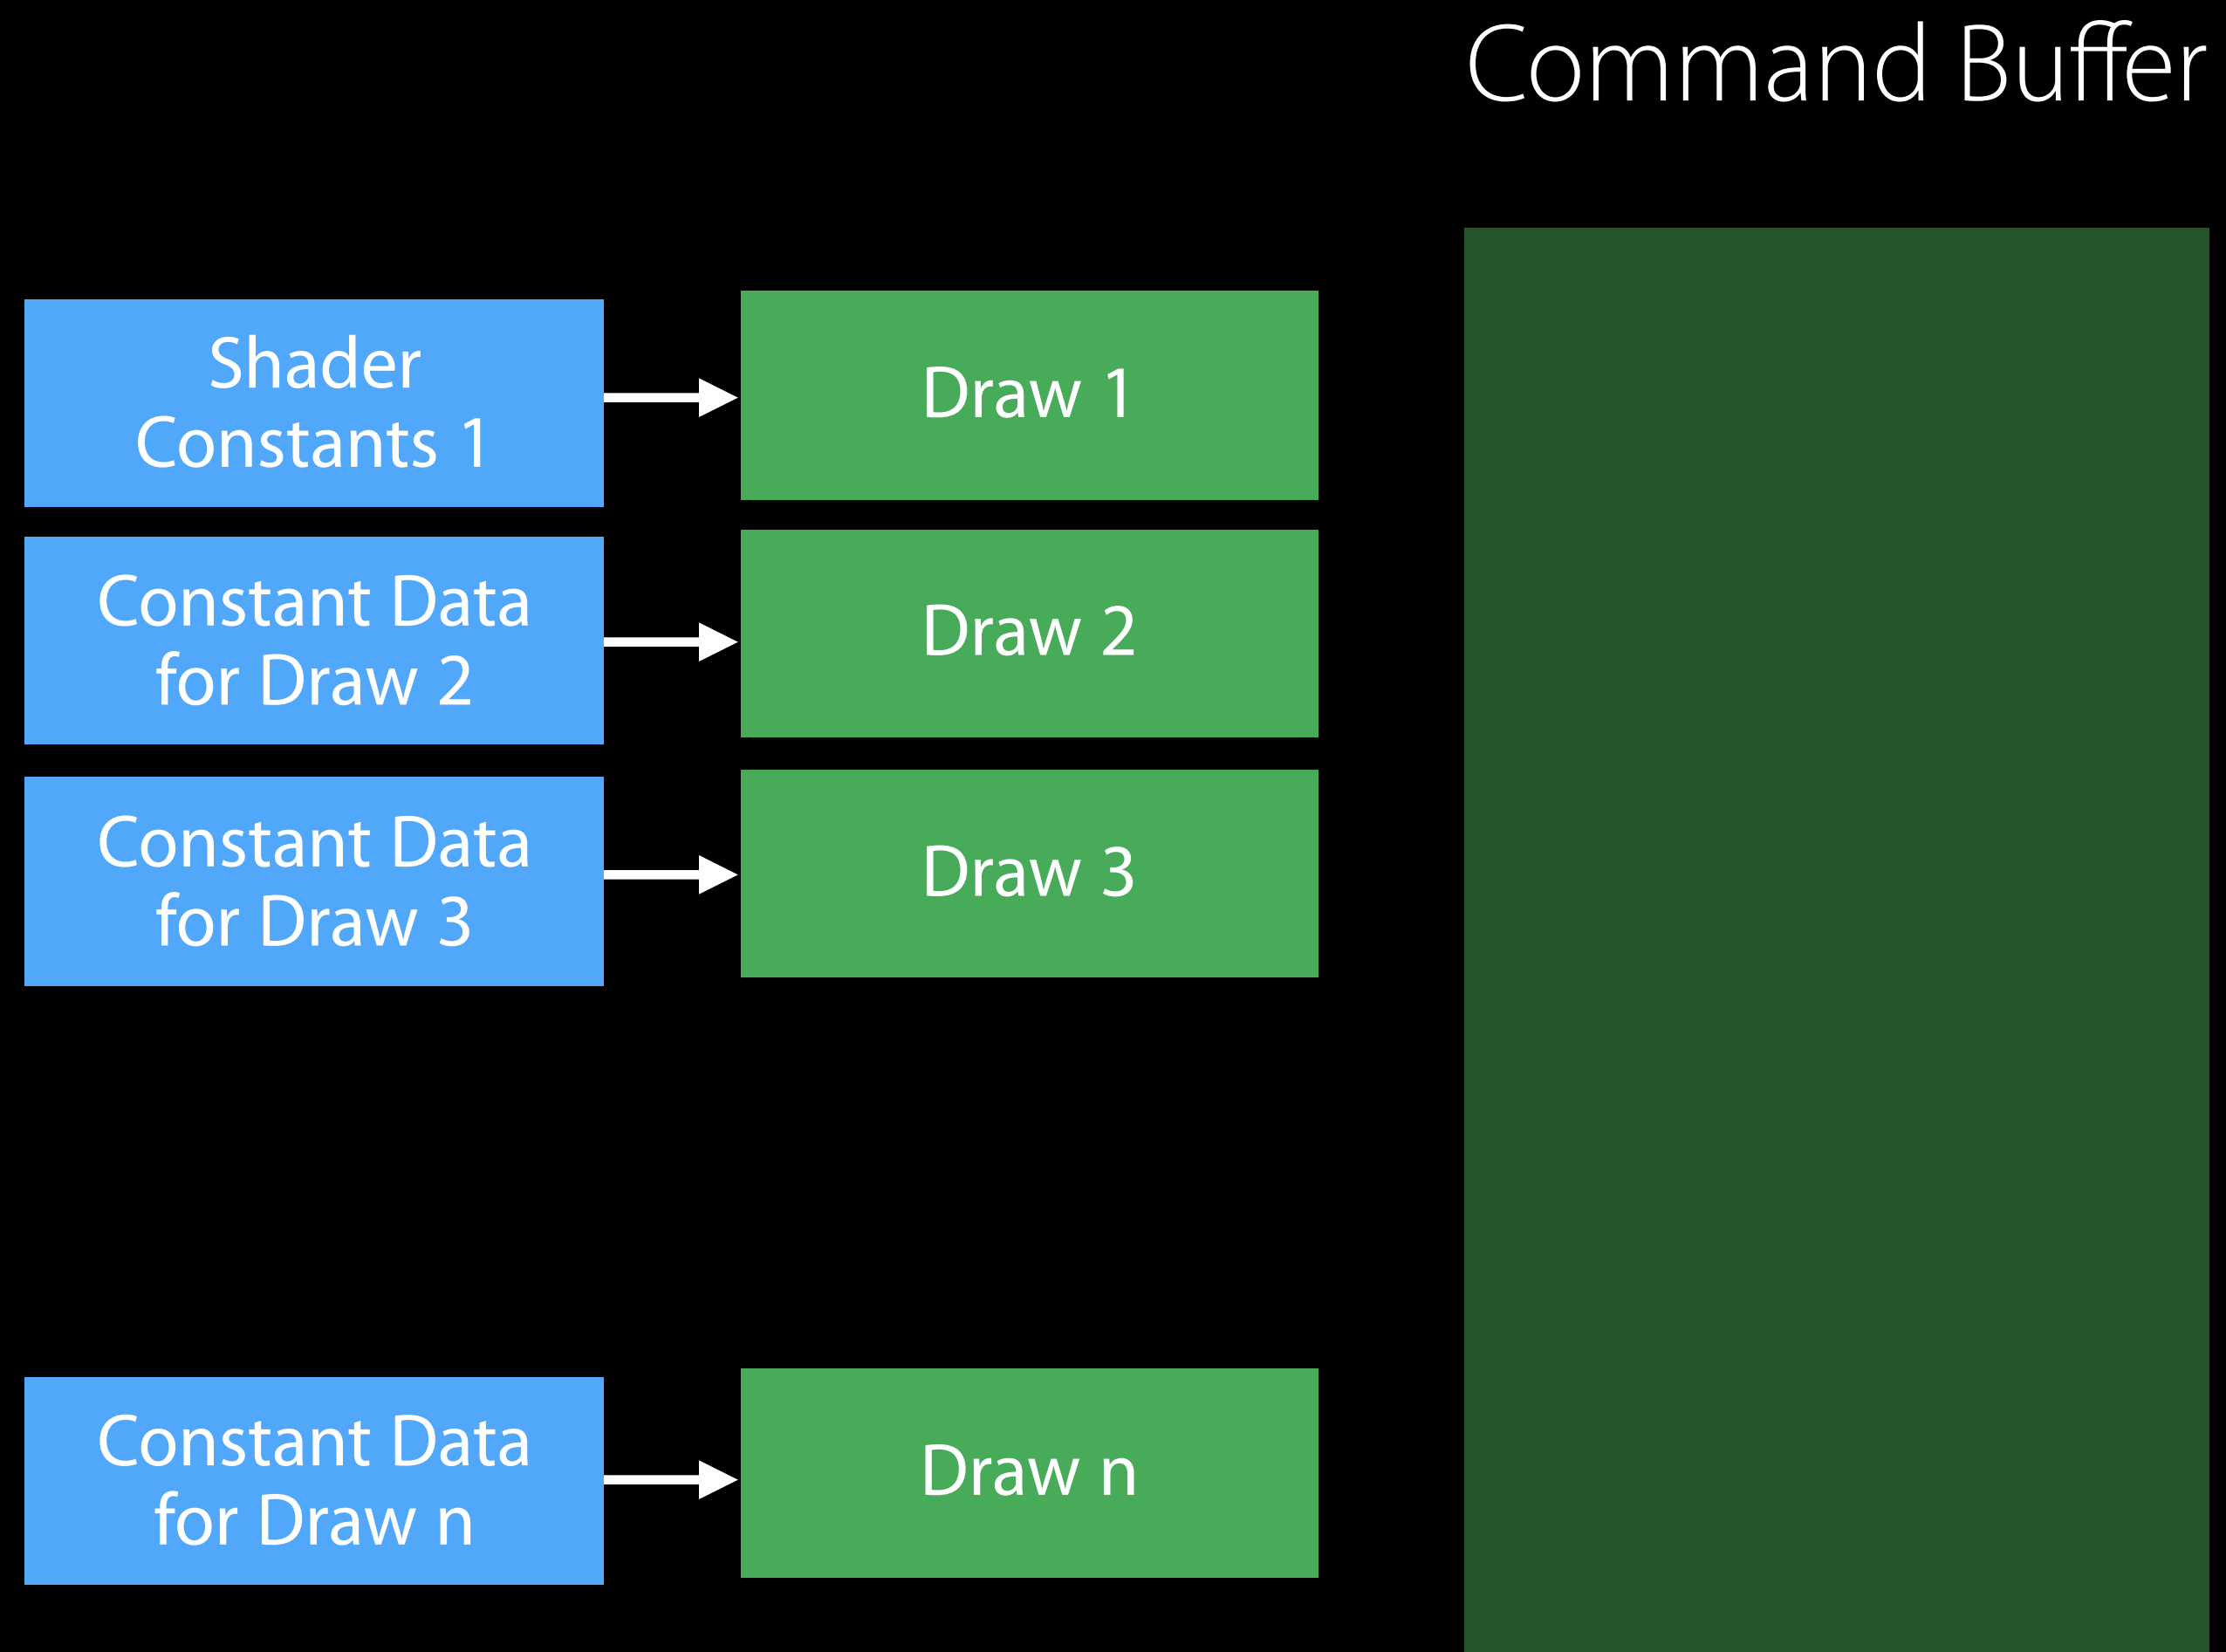 Command Buffer
Shader
Constants 1
Draw 1
Constant Data
for Draw 2
Draw 2
Constant Data
for Draw 3
Draw 3
Constant Data
for Draw n
Draw n